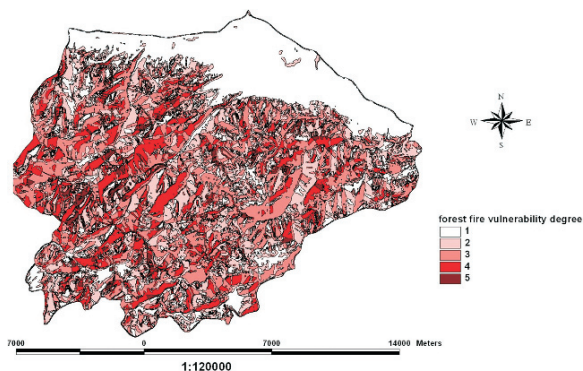 N
W E
S
forest fire vulnerability degree
1
2
3
4
5
7000 0 7000 14000 Meters
1:120000